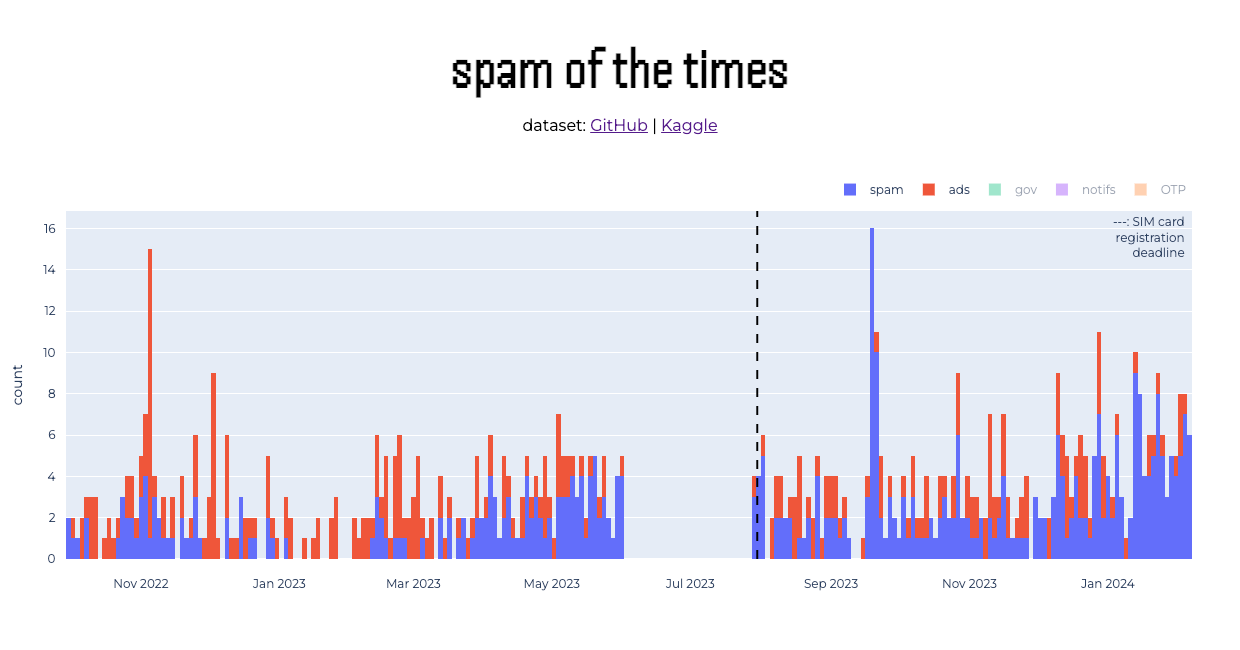 spam of the times
dataset: GitHub | Kaggle
spam ads gov notifs OTP
---: SIM card
registration
deadline
16
14
12
10
8
6
4
2
0
count
Nov 2022 Jan 2023 Mar 2023 May 2023 Jul 2023 Sep 2023 Nov 2023 Jan 2024